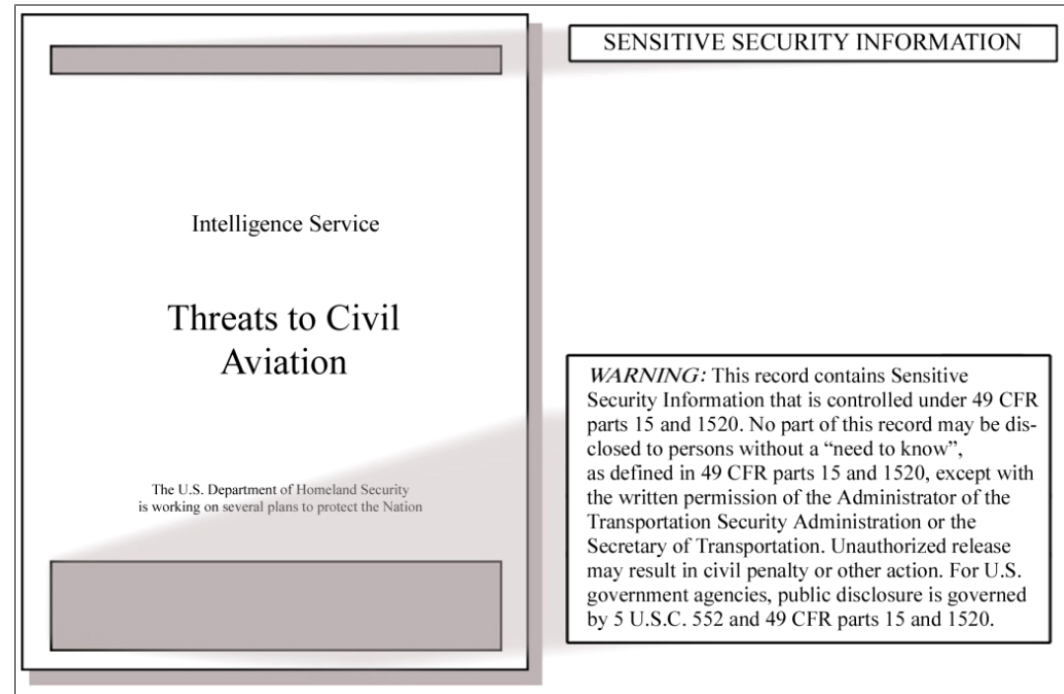 SENSITIVE SECURITY INFORMATION
Intelligence Service
Threats to Civil
Aviation
The U.S. Department of Homeland Security
is working on several plans to protect the Nation
WARNING: This record contains Sensitive
Security Information that is controlled under 49 CFR
parts 15 and 1520. No part of this record may be dis-
closed to persons without a “need to know”,
as defined in 49 CFR parts 15 and 1520, except with
the written permission of the Administrator of the
Transportation Security Administration or the
Secretary of Transportation. Unauthorized release
may result in civil penalty or other action. For U.S.
government agencies, public disclosure is governed
by 5 U.S.C. 552 and 49 CFR parts 15 and 1520.